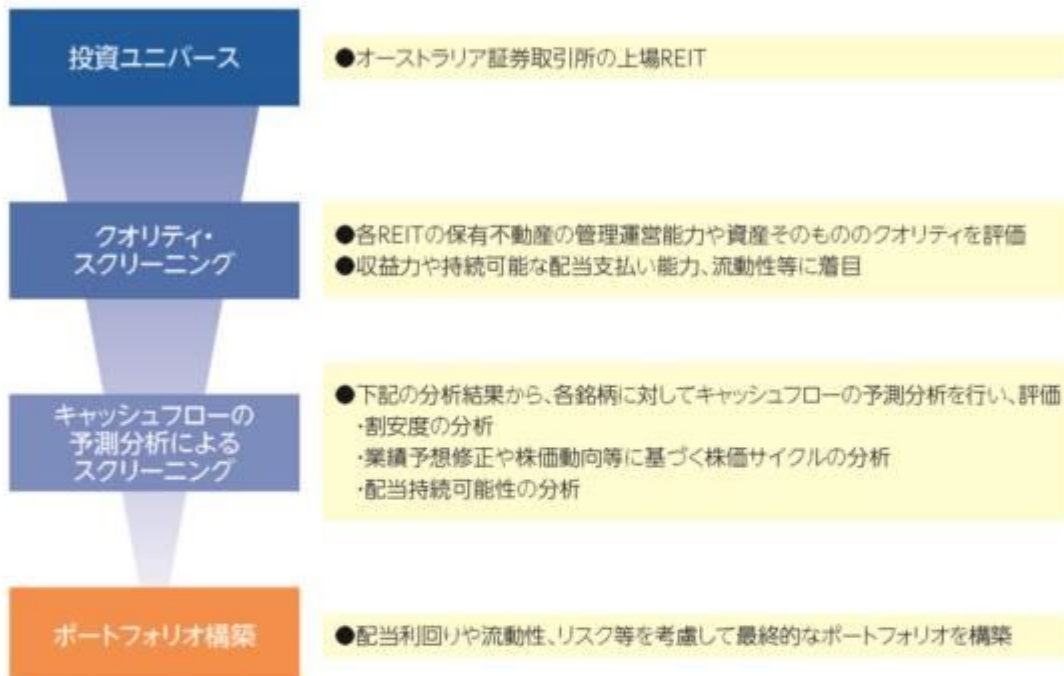 投資ユニバース
●オーストラリア証券取引所の上場REIT
クオリティ・
スクリーニング
●各REITの保有不動産の管理運営能力や資産そのもののクオリティを評価
●収益力や持続可能な配当支払い能力、流動性等に着目
キャッシュフローの
予測分析による
スクリーニング
●下記の分析結果から、各銘柄に対してキャッシュフローの予測分析を行い、評価
・割安度の分析
・業績予想修正や株価動向等に基づく株価サイクルの分析
・配当持続可能性の分析
ポートフォリオ構築
●配当利回りや流動性、リスク等を考慮して最終的なポートフォリオを構築